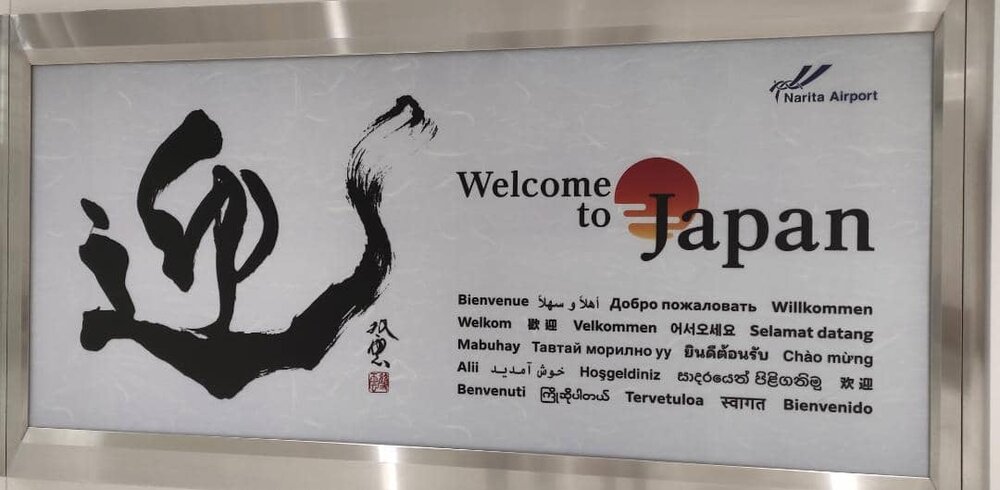 迎
Narita Airport
Welcome
to Japan
Bienvenue أهلاً و سهلاً Добро пожаловать Willkommen
Welkom 歡迎 Velkommen 어서오세요 Selamat datang
Mabuhay Тавтай морилно уу ยินดีต้อนรับ Chào mừng
Alii خوش آمدید Hoşgeldiniz සාදරයෙන් පිළිගනිමු 欢迎
Benvenuti ကြိုဆိုပါတယ် Tervetuloa स्वागत Bienvenido